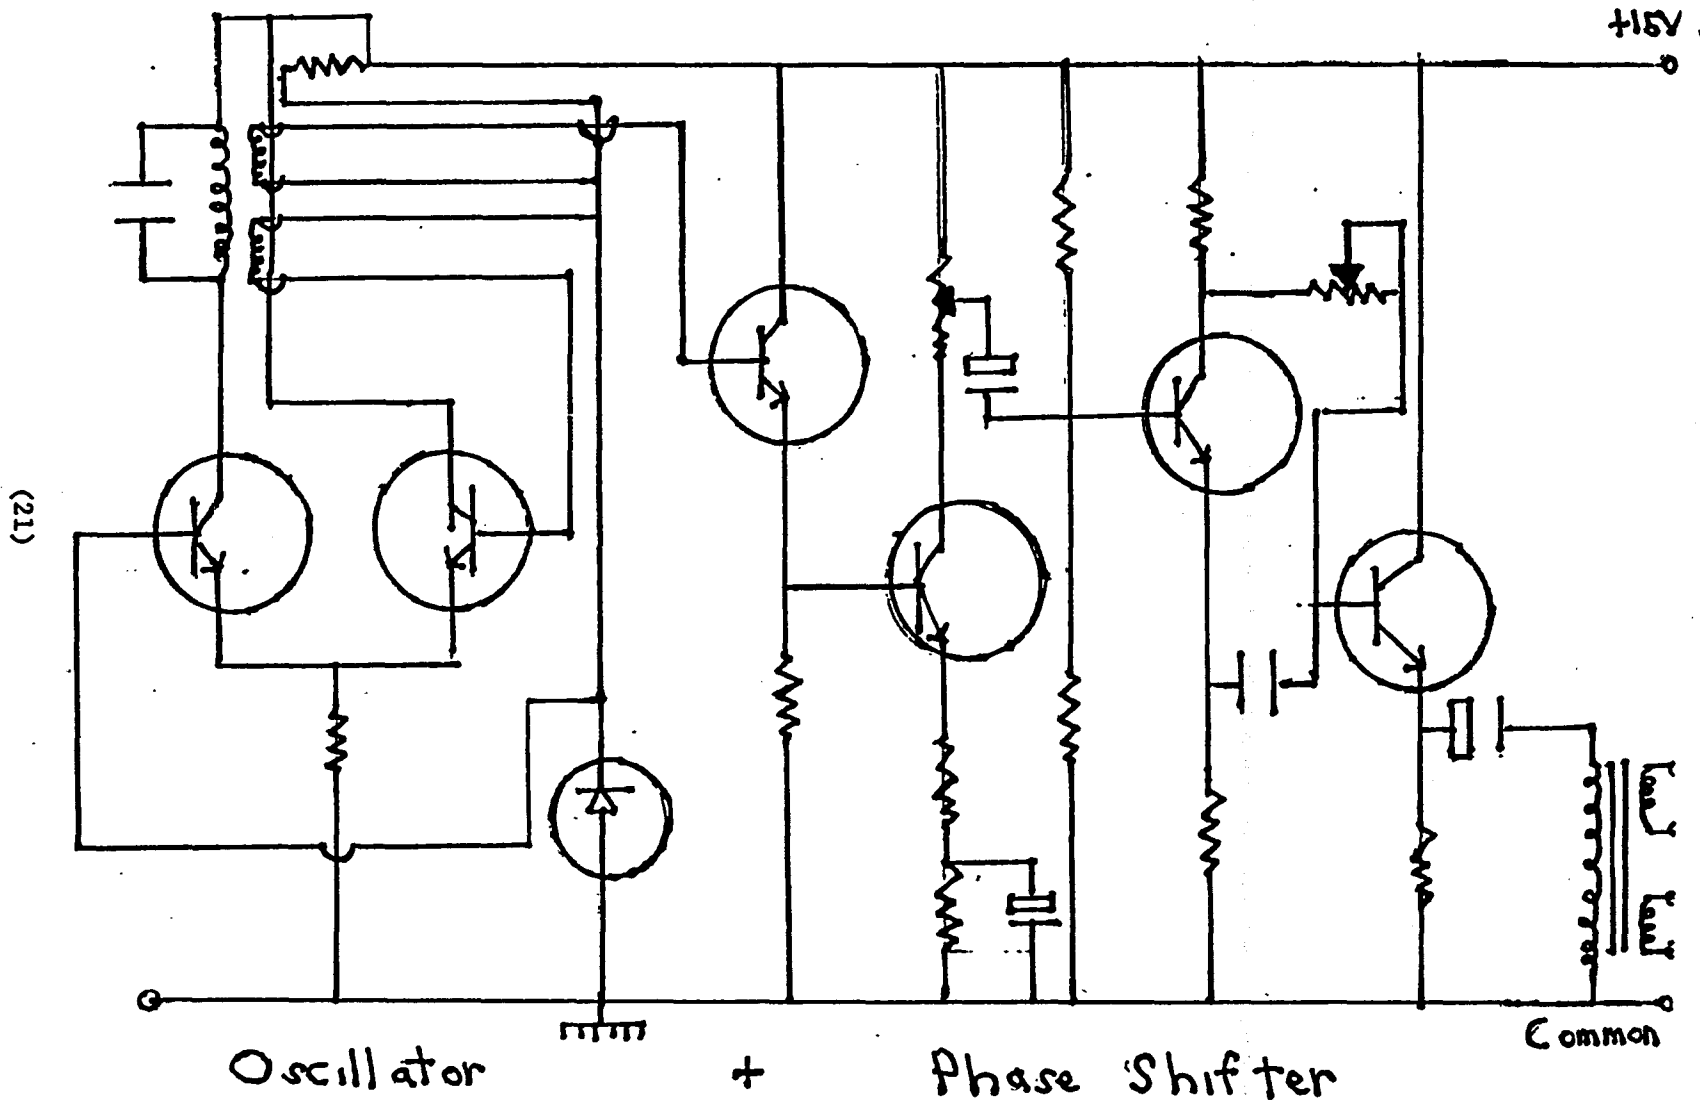 +15V
(21)
Common
Oscillator + Phase Shifter